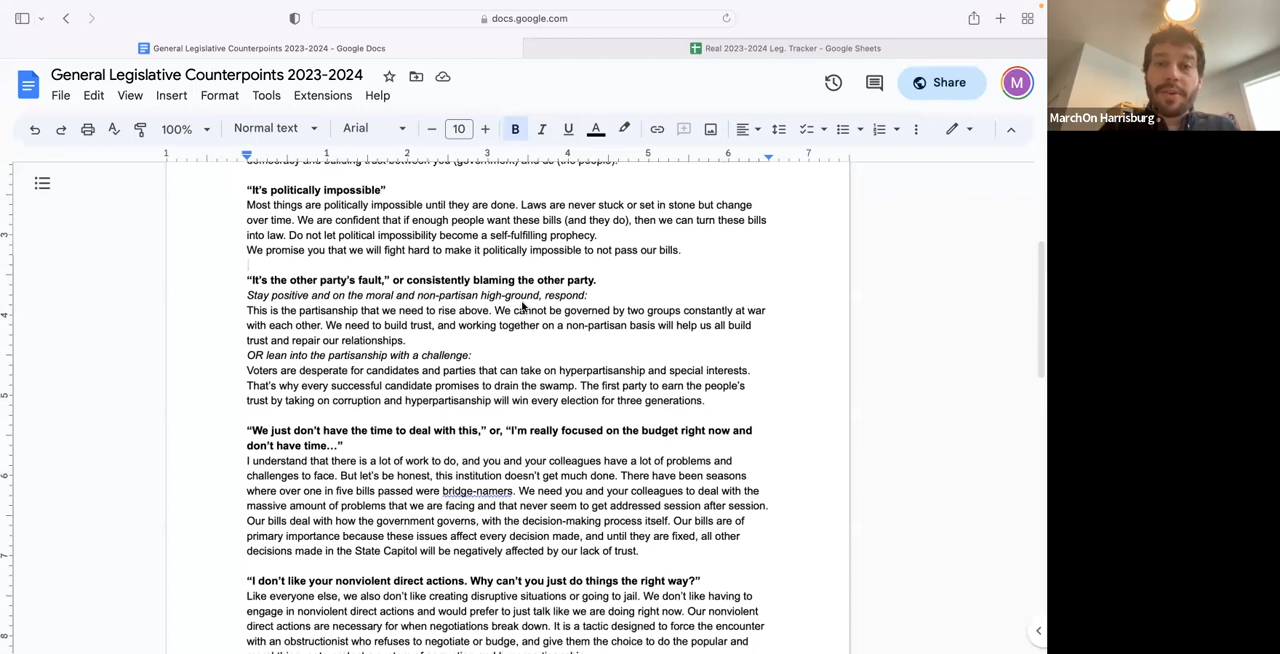 docs.google.com
General Legislative Counterpoints 2023-2024 - Google Docs
Real 2023-2024 Leg. Tracker - Google Sheets
General Legislative Counterpoints 2023-2024
File Edit View Insert Format Tools Extensions Help
Share
M
100% Normal text Arial 10 B I U A
1 1 2 3 4 5 6 7
“It’s politically impossible”
Most things are politically impossible until they are done. Laws are never stuck or set in stone but change
over time. We are confident that if enough people want these bills (and they do), then we can turn these bills
into law. Do not let political impossibility become a self-fulfilling prophecy.
We promise you that we will fight hard to make it politically impossible to not pass our bills.
“It’s the other party’s fault,” or consistently blaming the other party.
Stay positive and on the moral and non-partisan high-ground, respond:
This is the partisanship that we need to rise above. We cannot be governed by two groups constantly at war
with each other. We need to build trust, and working together on a non-partisan basis will help us all build
trust and repair our relationships.
OR lean into the partisanship with a challenge:
Voters are desperate for candidates and parties that can take on hyperpartisanship and special interests.
That’s why every successful candidate promises to drain the swamp. The first party to earn the people’s
trust by taking on corruption and hyperpartisanship will win every election for three generations.
“We just don’t have the time to deal with this,” or, “I’m really focused on the budget right now and
don’t have time…”
I understand that there is a lot of work to do, and you and your colleagues have a lot of problems and
challenges to face. But let’s be honest, this institution doesn’t get much done. There have been seasons
where over one in five bills passed were bridge-namers. We need you and your colleagues to deal with the
massive amount of problems that we are facing and that never seem to get addressed session after session.
Our bills deal with how the government governs, with the decision-making process itself. Our bills are of
primary importance because these issues affect every decision made, and until they are fixed, all other
decisions made in the State Capitol will be negatively affected by our lack of trust.
“I don’t like your nonviolent direct actions. Why can’t you just do things the right way?”
Like everyone else, we also don’t like creating disruptive situations or going to jail. We don’t like having to
engage in nonviolent direct actions and would prefer to just talk like we are doing right now. Our nonviolent
direct actions are necessary for when negotiations break down. It is a tactic designed to force the encounter
with an obstructionist who refuses to negotiate or budge, and give them the choice to do the popular and
3
5
6
7
8
MarchOn Harrisburg